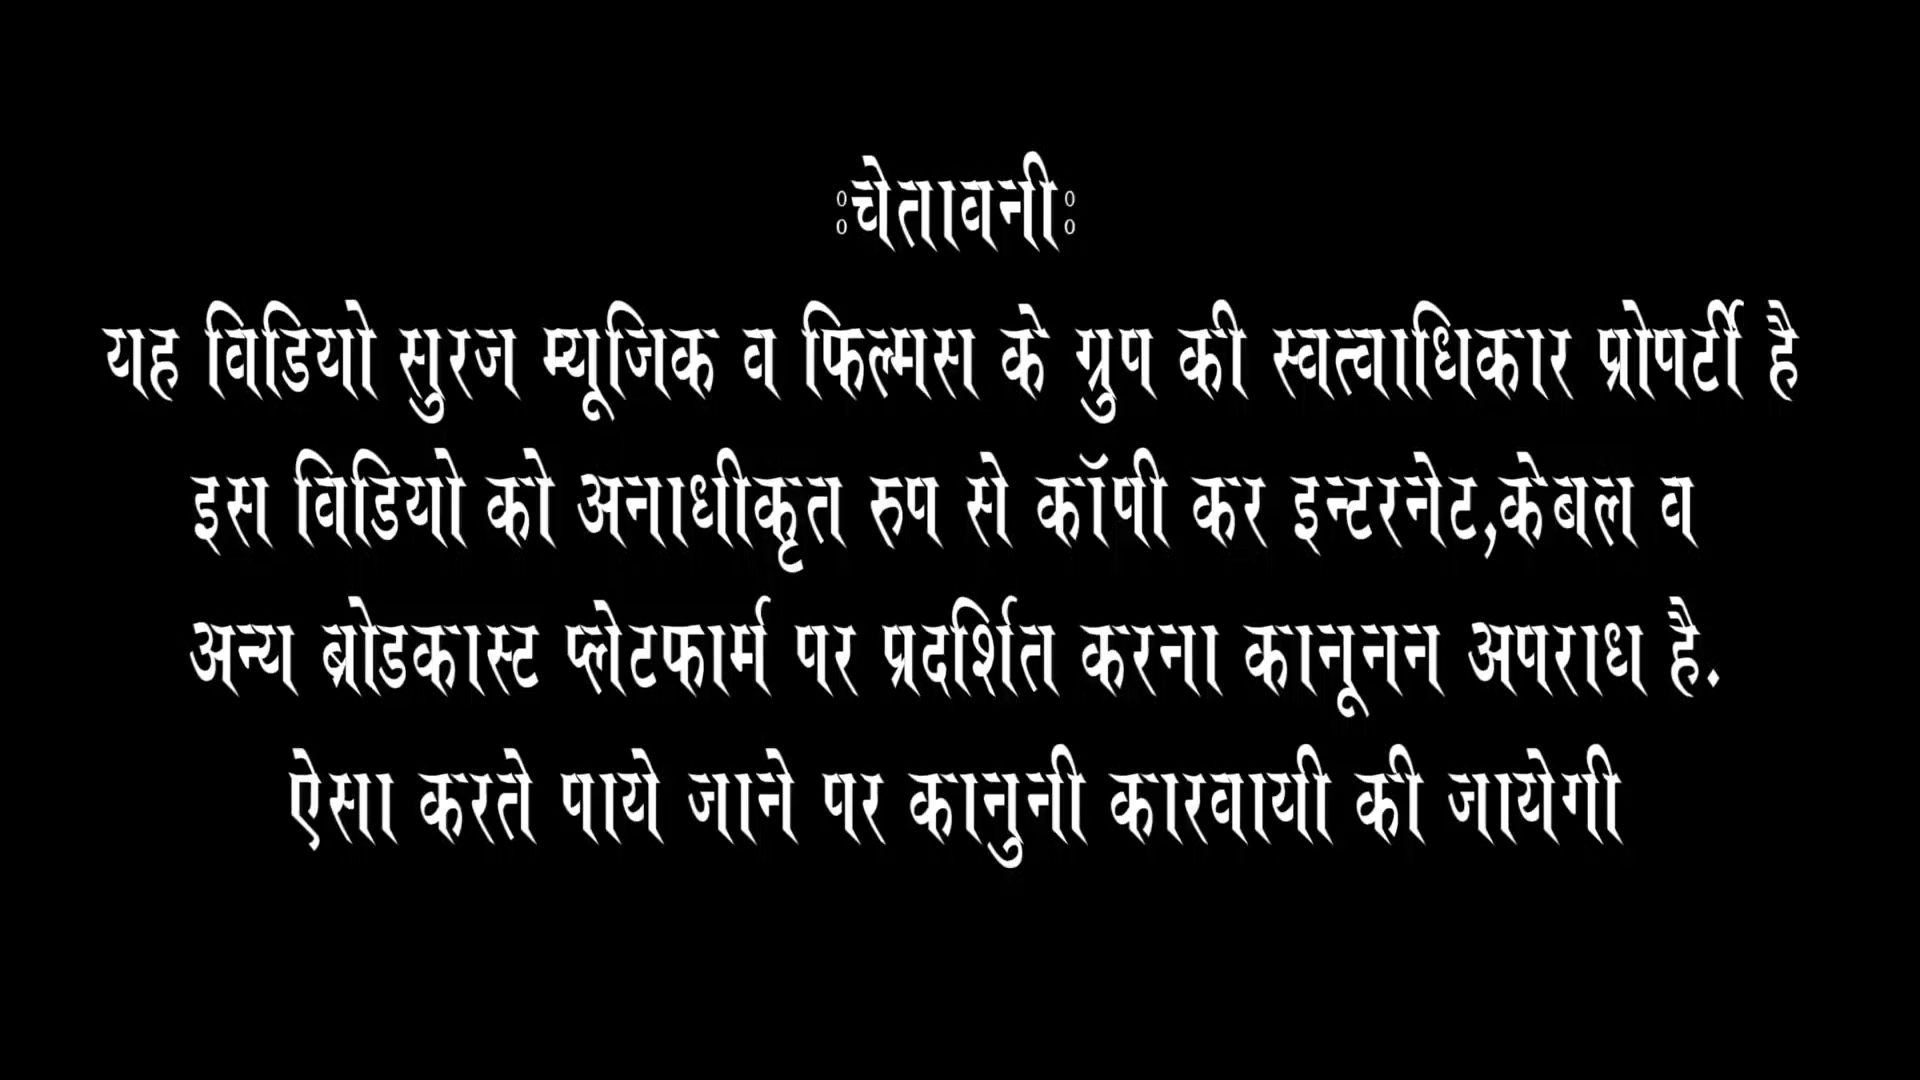 ःचेतावनीः
यह विडियो सुरज म्यूजिक व फिल्मस के ग्रुप की स्वत्वाधिकार प्रोपर्टी है
इस विडियो को अनाधीकृत रुप से कॉपी कर इन्टरनेट,केबल व
अन्य ब्रोडकास्ट प्लेटफार्म पर प्रदर्शित करना कानूनन अपराध है.
ऐसा करते पाये जाने पर कानुनी कारवायी की जायेगी